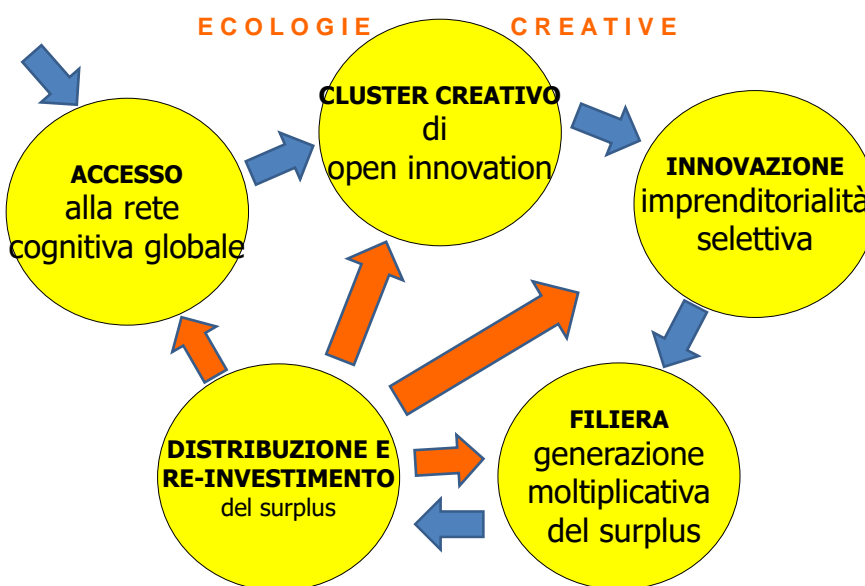 ECOLOGIE CREATIVE
CLUSTER CREATIVO
di
open innovation
ACCESSO
alla rete
cognitiva globale
INNOVAZIONE
imprenditorialità
selettiva
DISTRIBUZIONE E
RE-INVESTIMENTO
del surplus
FILIERA
generazione
moltiplicativa
del surplus